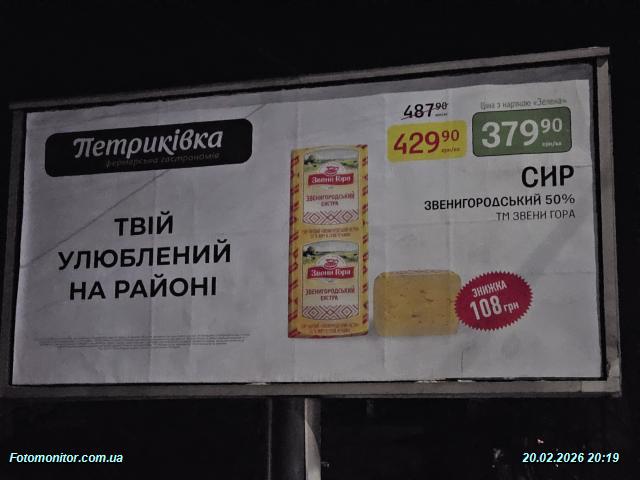 Петриківка
фермерська гастрономія
ТВІЙ
УЛЮБЛЕНИЙ
НА РАЙОНІ
487⁹⁰
429⁹⁰ грн/кг
Ціна з карткою «Зелена»
379⁹⁰ грн/кг
СИР
ЗВЕНИГОРОДСЬКИЙ 50%
ТМ ЗВЕНИ ГОРА
Звени Гора
ЗВЕНИГОРОДСЬКИЙ
ЕКСТРА
Звени Гора
ЗВЕНИГОРОДСЬКИЙ
ЕКСТРА
ЗНИЖКА
108 грн
Fotomonitor.com.ua
20.02.2026 20:19